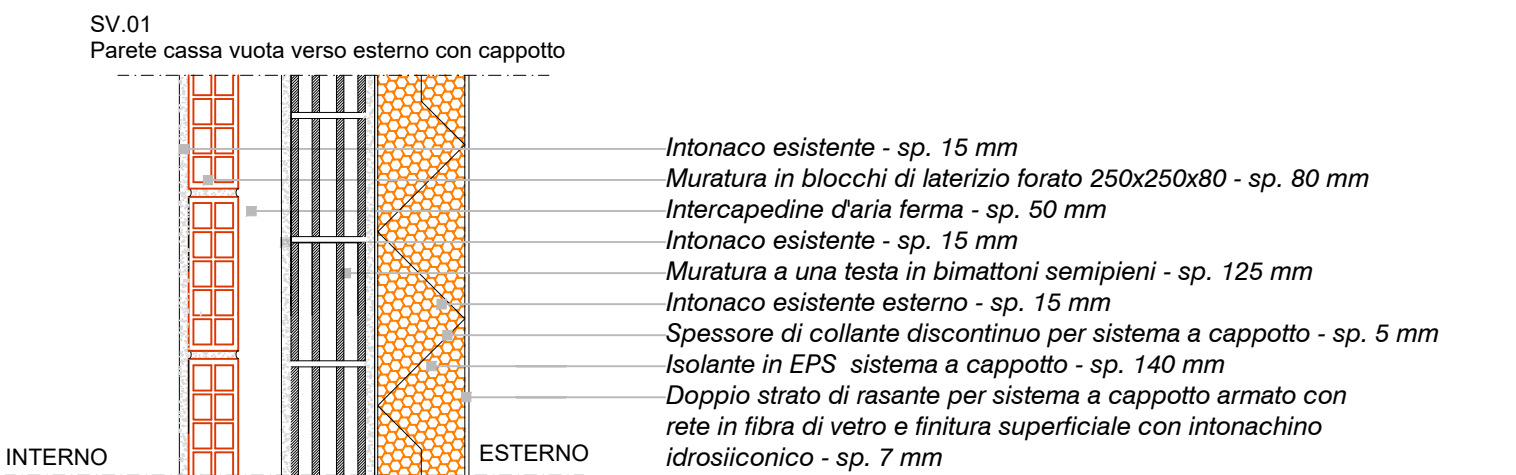 SV.01
Parete cassa vuota verso esterno con cappotto
Intonaco esistente - sp. 15 mm
Muratura in blocchi di laterizio forato 250x250x80 - sp. 80 mm
Intercapedine d'aria ferma - sp. 50 mm
Intonaco esistente - sp. 15 mm
Muratura a una testa in bimattoni semipieni - sp. 125 mm
Intonaco esistente esterno - sp. 15 mm
Spessore di collante discontinuo per sistema a cappotto - sp. 5 mm
Isolante in EPS  sistema a cappotto - sp. 140 mm
Doppio strato di rasante per sistema a cappotto armato con
rete in fibra di vetro e finitura superficiale con intonachino
idrosiiconico - sp. 7 mm
INTERNO
ESTERNO